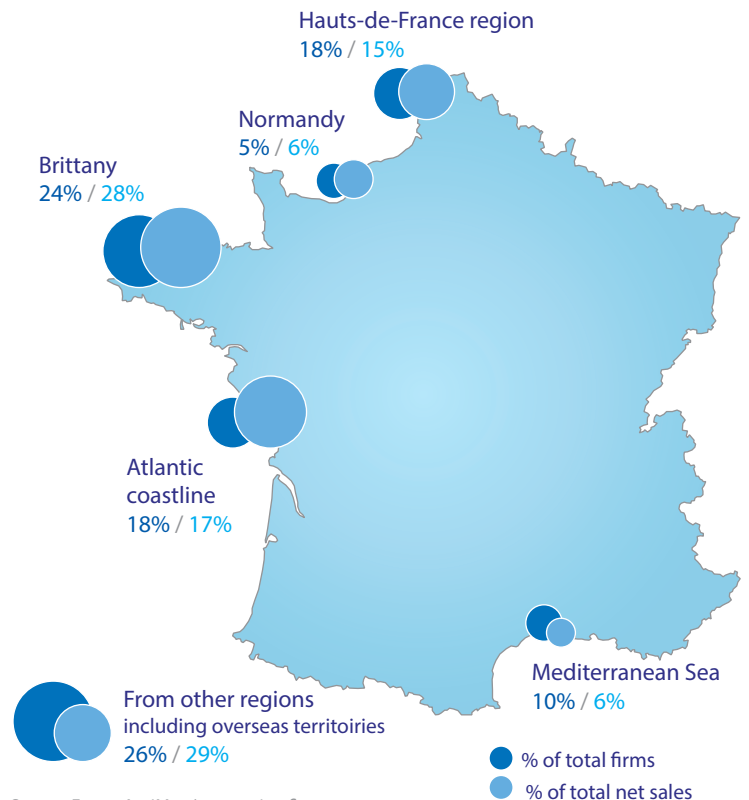 Hauts-de-France region
18% / 15%
Normandy
5% / 6%
Brittany
24% / 28%
Atlantic
coastline
18% / 17%
Mediterranean Sea
10% / 6%
From other regions
including overseas territoiries
26% / 29%
% of total firms
% of total net sales